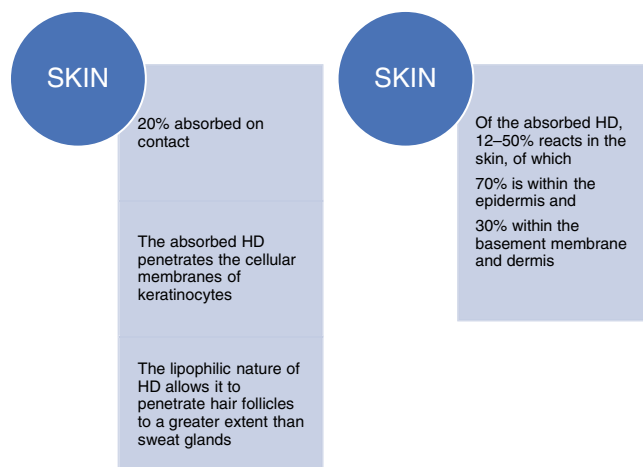 SKIN
20% absorbed on
contact
The absorbed HD
penetrates the cellular
membranes of
keratinocytes
The lipophilic nature of
HD allows it to
penetrate hair follicles
to a greater extent than
sweat glands
SKIN
Of the absorbed HD,
12–50% reacts in the
skin, of which
70% is within the
epidermis and
30% within the
basement membrane
and dermis